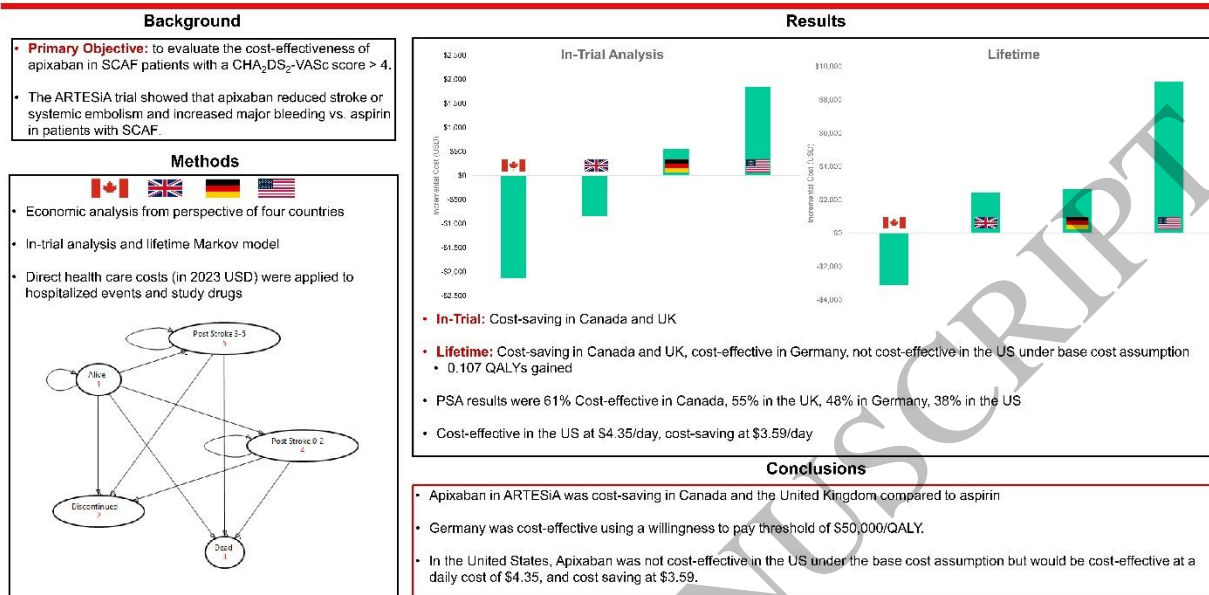 Background
• Primary Objective: to evaluate the cost-effectiveness of
apixaban in SCAF patients with a CHA₂DS₂-VASc score > 4.
• The ARTESiA trial showed that apixaban reduced stroke or
systemic embolism and increased major bleeding vs. aspirin
in patients with SCAF.
Methods
• Economic analysis from perspective of four countries
• In-trial analysis and lifetime Markov model
• Direct health care costs (in 2023 USD) were applied to
hospitalized events and study drugs
Post Stroke 3-5
5
Alive
1
Post Stroke 0-2
Discontinued
2
Dead
Results
In-Trial Analysis
Incremental Cost (USD)
$2,500
$2,000
$1,500
$1,000
$500
$0
-$500
-$1,000
-$1,500
-$2,000
-$2,500
Lifetime
Incremental Cost (USD)
$10,000
$8,000
$6,000
$4,000
$2,000
$0
-$2,000
-$4,000
• In-Trial: Cost-saving in Canada and UK
• Lifetime: Cost-saving in Canada and UK, cost-effective in Germany, not cost-effective in the US under base cost assumption
• 0.107 QALYs gained
• PSA results were 61% Cost-effective in Canada, 55% in the UK, 48% in Germany, 38% in the US
• Cost-effective in the US at $4.35/day, cost-saving at $3.59/day
Conclusions
• Apixaban in ARTESiA was cost-saving in Canada and the United Kingdom compared to aspirin
• Germany was cost-effective using a willingness to pay threshold of $50,000/QALY.
• In the United States, Apixaban was not cost-effective in the US under the base cost assumption but would be cost-effective at a
daily cost of $4.35, and cost saving at $3.59.
NUSCRIPT